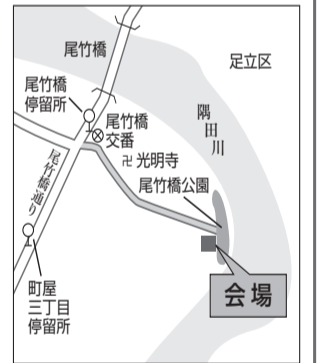 尾竹橋
足立区
尾竹橋
停留所
隅田川
尾竹橋
交番
卍光明寺
尾竹橋公園
尾竹橋通り
会場
町屋
三丁目
停留所